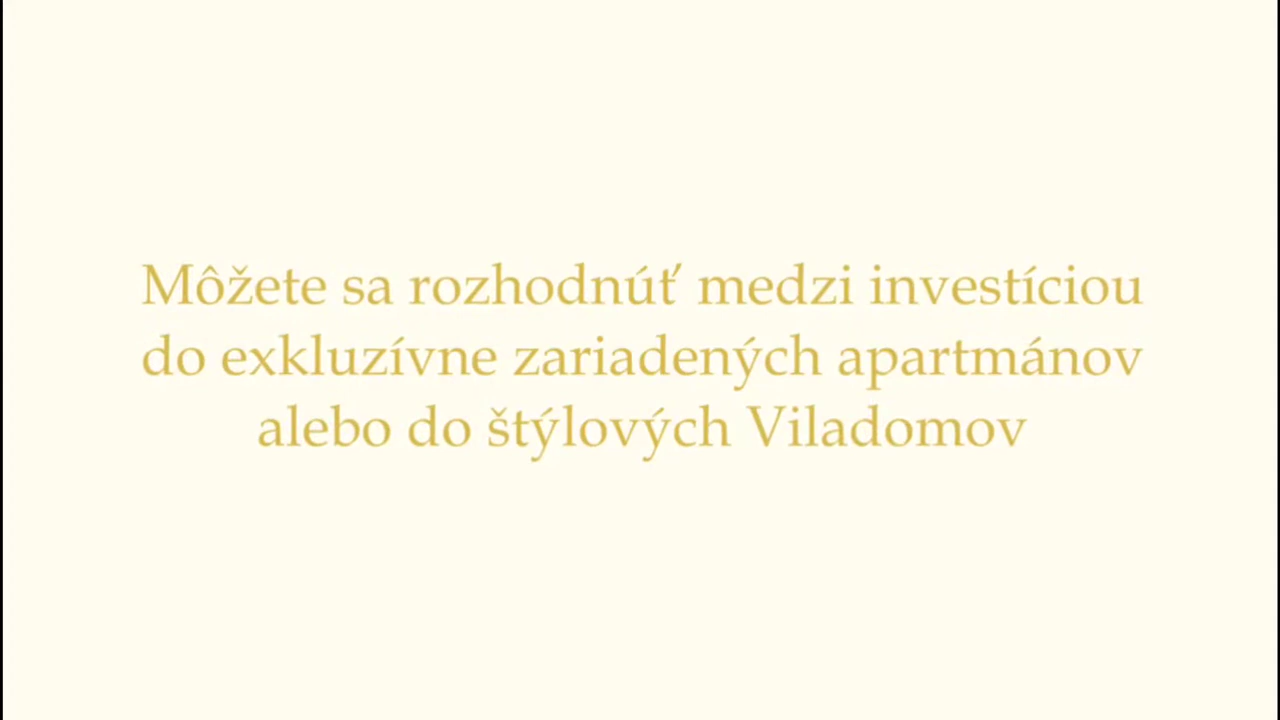 Môžete sa rozhodnúť medzi investíciou
do exkluzívne zariadených apartmánov
alebo do štýlových Viladomov